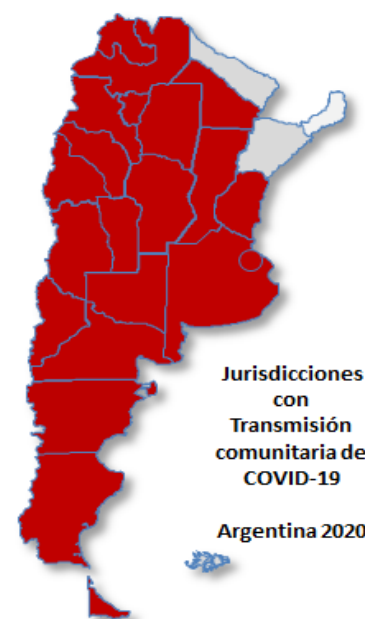 Jurisdicciones
con
Transmisión
comunitaria de
COVID-19
Argentina 2020